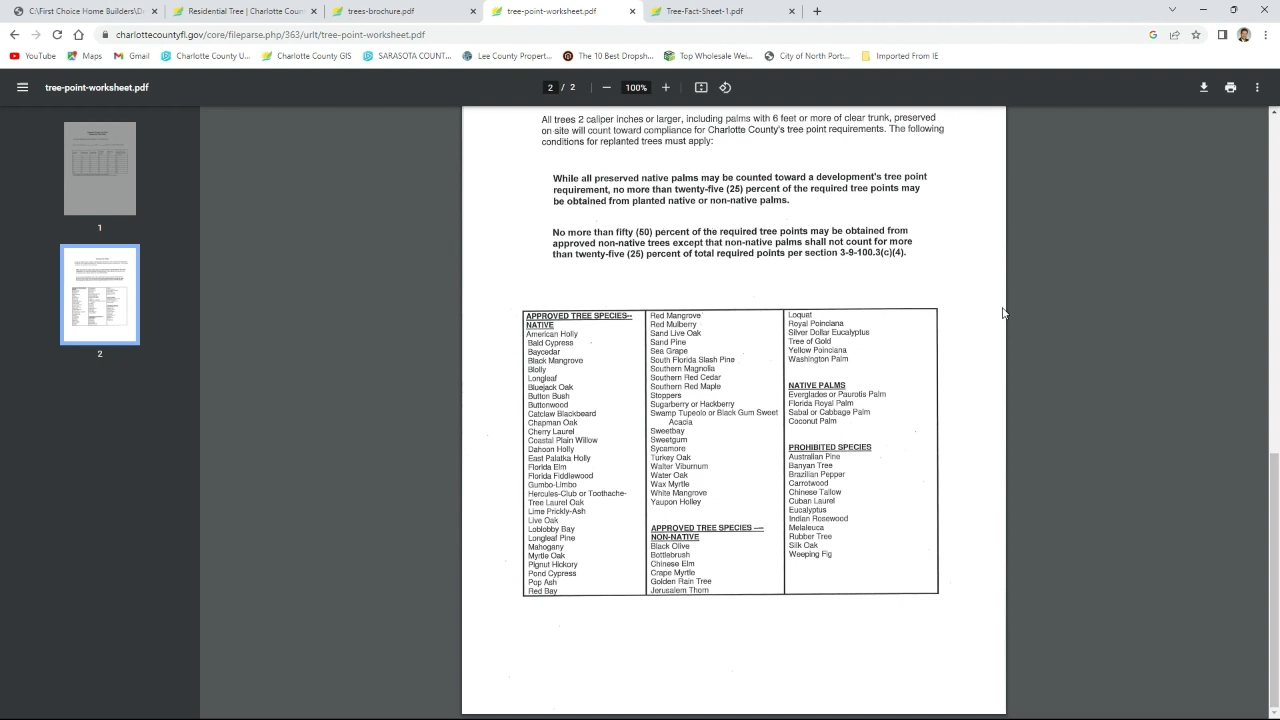 C:\First Choice Home Builders\D
Residential Tree | Charlotte Coun
trees-brochure.pdf
tree-point-worksheet.pdf
Tree-Fact-Sheet.pdf
charlottecountyfl.gov/core/fileparse.php/363/urlt/tree-point-worksheet.pdf
YouTube
Maps
Gmail
Charlotte County U...
Charlotte County GIS
SARASOTA COUNT...
Lee County Propert...
The 10 Best Dropsh...
Top Wholesale Wei...
City of North Port:...
Imported From IE
tree-point-worksheet.pdf
2 / 2
100%
1
2
All trees 2 caliper inches or larger, including palms with 6 feet or more of clear trunk, preserved
on site will count toward compliance for Charlotte County's tree point requirements. The following
conditions for replanted trees must apply:
While all preserved native palms may be counted toward a development's tree point
requirement, no more than twenty-five (25) percent of the required tree points may
be obtained from planted native or non-native palms.
No more than fifty (50) percent of the required tree points may be obtained from
approved non-native trees except that non-native palms shall not count for more
than twenty-five (25) percent of total required points per section 3-9-100.3(c)(4).
APPROVED TREE SPECIES--
NATIVE
American Holly
Bald Cypress
Baycedar
Black Mangrove
Blolly
Longleaf
Bluejack Oak
Button Bush
Buttonwood
Catclaw Blackbeard
Chapman Oak
Cherry Laurel
Coastal Plain Willow
Dahoon Holly
East Palatka Holly
Florida Elm
Florida Fiddlewood
Gumbo-Limbo
Hercules-Club or Toothache-
Tree Laurel Oak
Lime Prickly-Ash
Live Oak
Loblobby Bay
Longleaf Pine
Mahogany
Myrtle Oak
Pignut Hickory
Pond Cypress
Pop Ash
Red Bay
Red Mangrove
Red Mulberry
Sand Live Oak
Sand Pine
Sea Grape
South Florida Slash Pine
Southern Magnolia
Southern Red Cedar
Southern Red Maple
Stoppers
Sugarberry or Hackberry
Swamp Tupelo or Black Gum Sweet
Acacia
Sweetbay
Sweetgum
Sycamore
Turkey Oak
Walter Viburnum
Water Oak
Wax Myrtle
White Mangrove
Yaupon Holley
APPROVED TREE SPECIES ----
NON-NATIVE
Black Olive
Bottlebrush
Chinese Elm
Crape Myrtle
Golden Rain Tree
Jerusalem Thorn
Loquat
Royal Poinciana
Silver Dollar Eucalyptus
Tree of Gold
Yellow Poinciana
Washington Palm
NATIVE PALMS
Everglades or Paurotis Palm
Florida Royal Palm
Sabal or Cabbage Palm
Coconut Palm
PROHIBITED SPECIES
Australian Pine
Banyan Tree
Brazilian Pepper
Carrotwood
Chinese Tallow
Cuban Laurel
Eucalyptus
Indian Rosewood
Melaleuca
Rubber Tree
Silk Oak
Weeping Fig